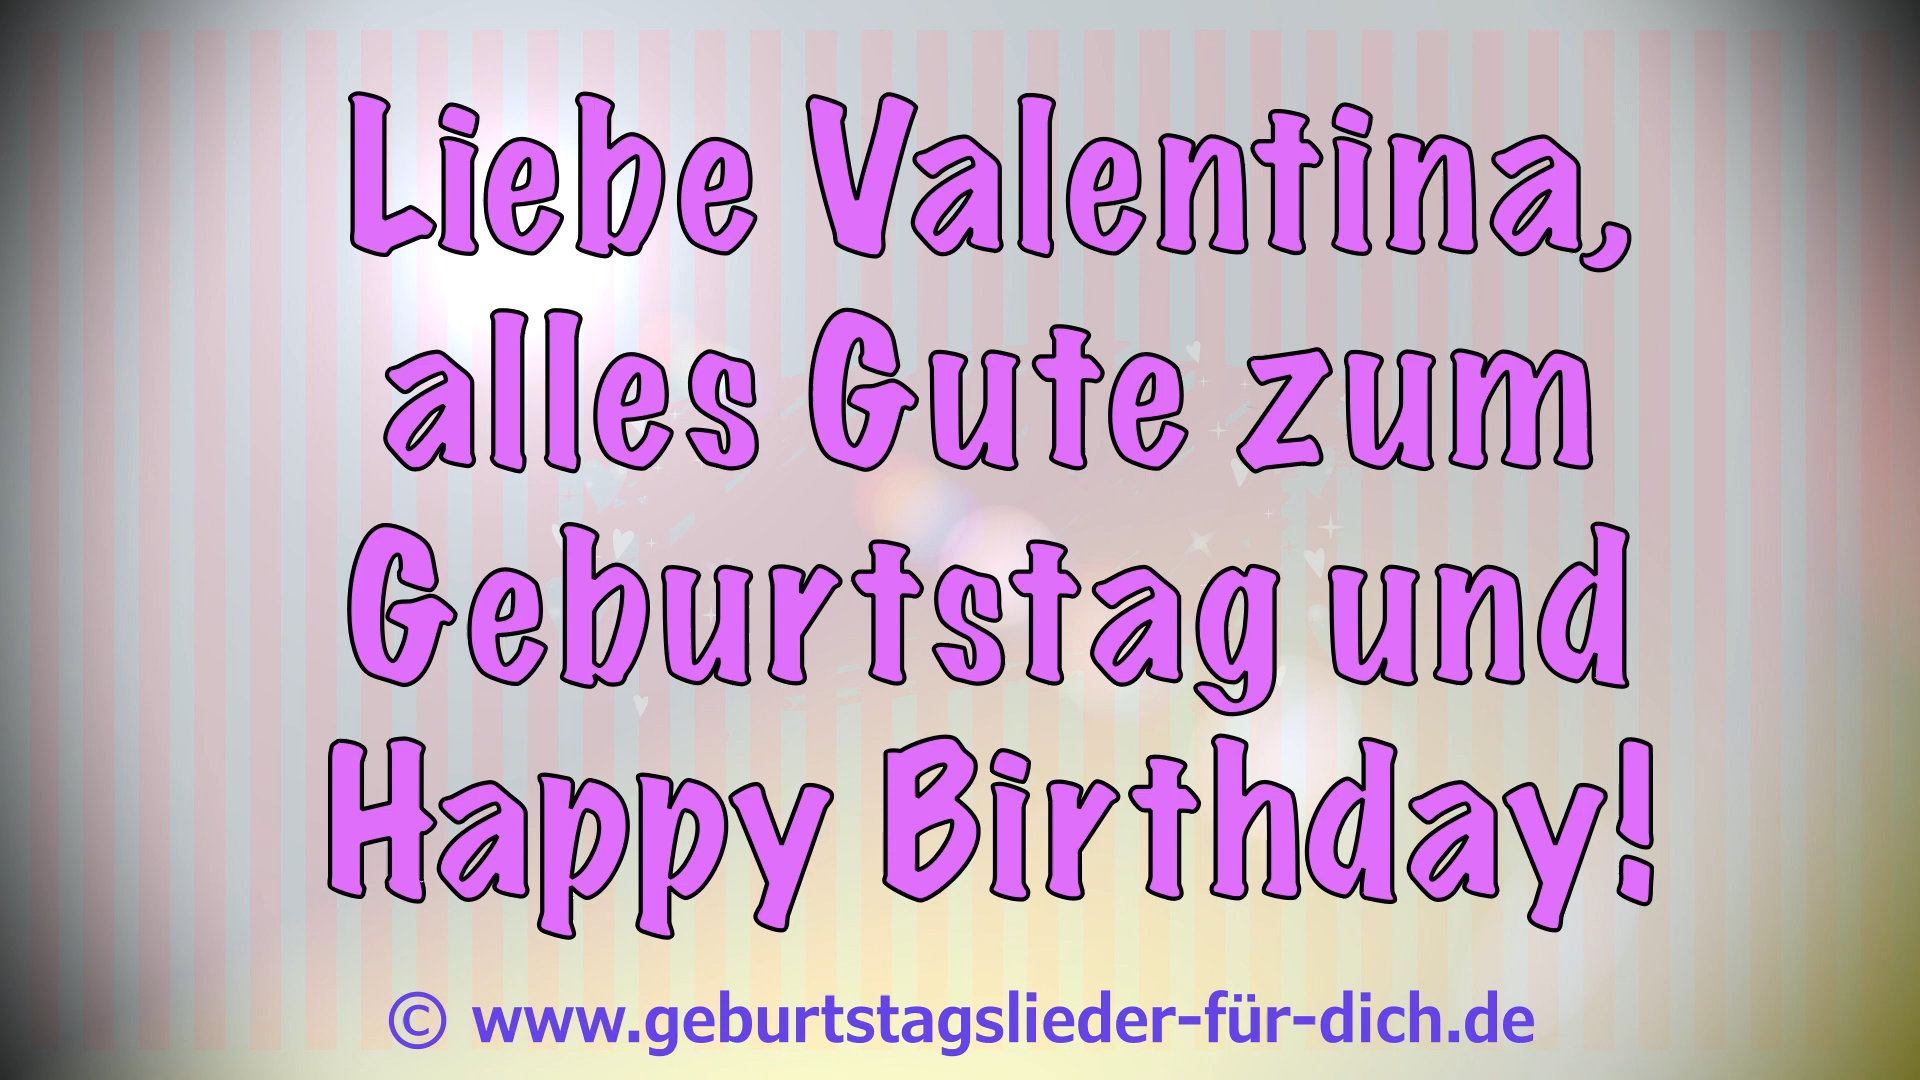 Liebe Valentina,
alles Gute zum
Geburtstag und
Happy Birthday!
© www.geburtstagslieder-für-dich.de